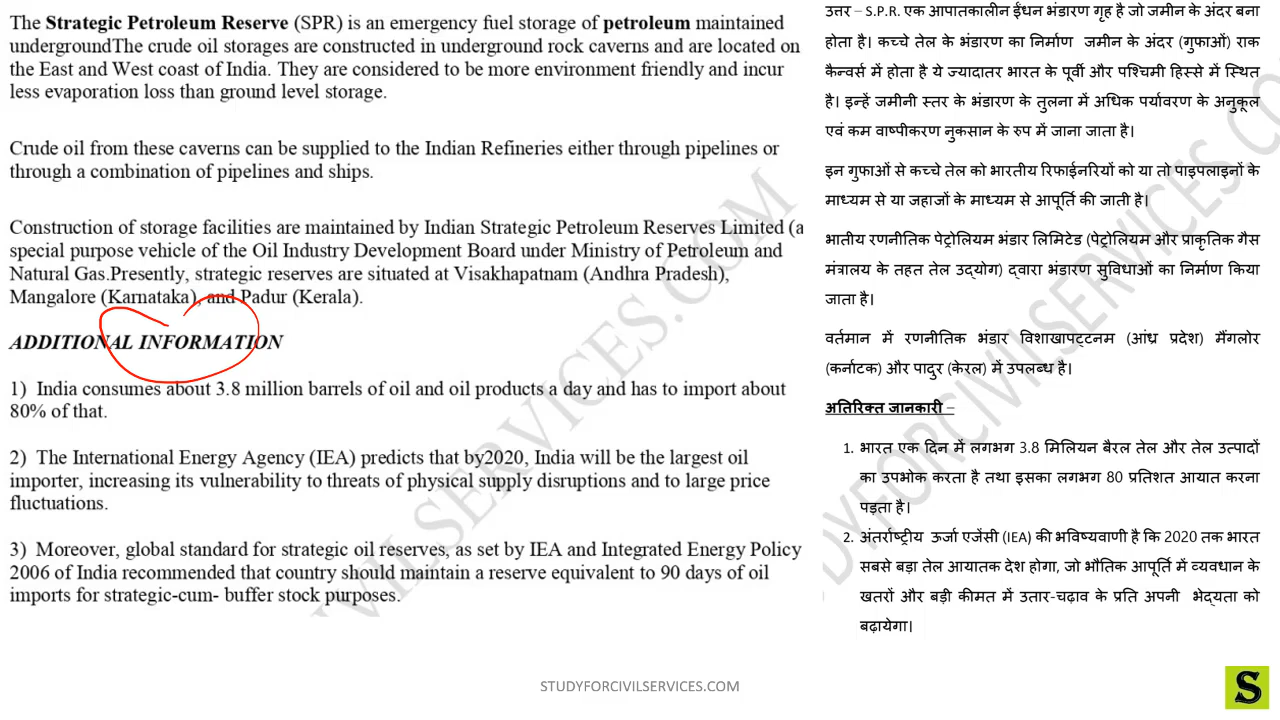 The Strategic Petroleum Reserve (SPR) is an emergency fuel storage of petroleum maintained
undergroundThe crude oil storages are constructed in underground rock caverns and are located on
the East and West coast of India. They are considered to be more environment friendly and incur
less evaporation loss than ground level storage.
Crude oil from these caverns can be supplied to the Indian Refineries either through pipelines or
through a combination of pipelines and ships.
Construction of storage facilities are maintained by Indian Strategic Petroleum Reserves Limited (a
special purpose vehicle of the Oil Industry Development Board under Ministry of Petroleum and
Natural Gas.Presently, strategic reserves are situated at Visakhapatnam (Andhra Pradesh),
Mangalore (Karnataka), and Padur (Kerala).
ADDITIONAL INFORMATION
1) India consumes about 3.8 million barrels of oil and oil products a day and has to import about
80% of that.
2) The International Energy Agency (IEA) predicts that by2020, India will be the largest oil
importer, increasing its vulnerability to threats of physical supply disruptions and to large price
fluctuations.
3) Moreover, global standard for strategic oil reserves, as set by IEA and Integrated Energy Policy
2006 of India recommended that country should maintain a reserve equivalent to 90 days of oil
imports for strategic-cum- buffer stock purposes.
उत्तर – S.P.R. एक आपातकालीन ईंधन भंडारण गृह है जो जमीन के अंदर बना
होता है। कच्चे तेल के भंडारण का निर्माण जमीन के अंदर (गुफाओं) राक
कैन्वर्स में होता है ये ज्यादातर भारत के पूर्वी और पश्चिमी हिस्से में स्थित
है। इन्हें जमीनी स्तर के भंडारण के तुलना में अधिक पर्यावरण के अनुकूल
एवं कम वाष्पीकरण नुकसान के रुप में जाना जाता है।
इन गुफाओं से कच्चे तेल को भारतीय रिफाईनरियों को या तो पाइपलाइनों के
माध्यम से या जहाजों के माध्यम से आपूर्ति की जाती है।
भातीय रणनीतिक पेट्रोलियम भंडार लिमिटेड (पेट्रोलियम और प्राकृतिक गैस
मंत्रालय के तहत तेल उद्योग) द्वारा भंडारण सुविधाओं का निर्माण किया
जाता है।
वर्तमान में रणनीतिक भंडार विशाखापट्टनम (आंध्र प्रदेश) मैंगलोर
(कर्नाटक) और पादुर (केरल) में उपलब्ध है।
अतिरिक्त जानकारी –
1. भारत एक दिन में लगभग 3.8 मिलियन बैरल तेल और तेल उत्पादों
का उपभोक करता है तथा इसका लगभग 80 प्रतिशत आयात करना
पड़ता है।
2. अंतर्राष्ट्रीय ऊर्जा एजेंसी (IEA) की भविष्यवाणी है कि 2020 तक भारत
सबसे बड़ा तेल आयातक देश होगा, जो भौतिक आपूर्ति में व्यवधान के
खतरों और बड़ी कीमत में उतार-चढ़ाव के प्रति अपनी भेद्यता को
बढ़ायेगा।
STUDYFORCIVILSERVICES.COM
S